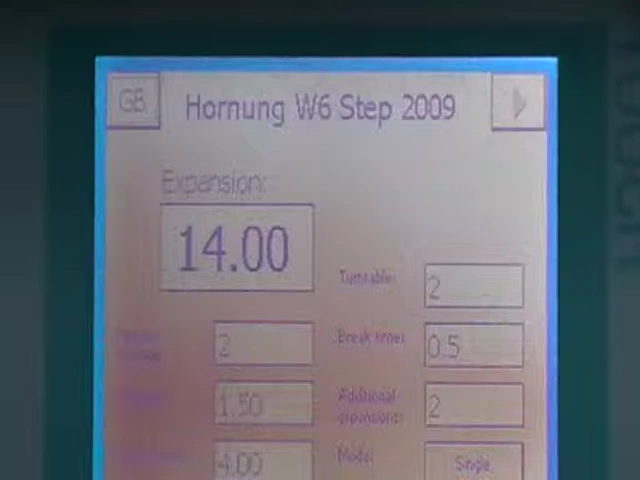 GB
Hornung W6 Step 2009
Expansion:
14.00
Turntable:
2
2
Break time:
0.5
1.50
Additional
expansions:
2
4.00
Mode:
Single